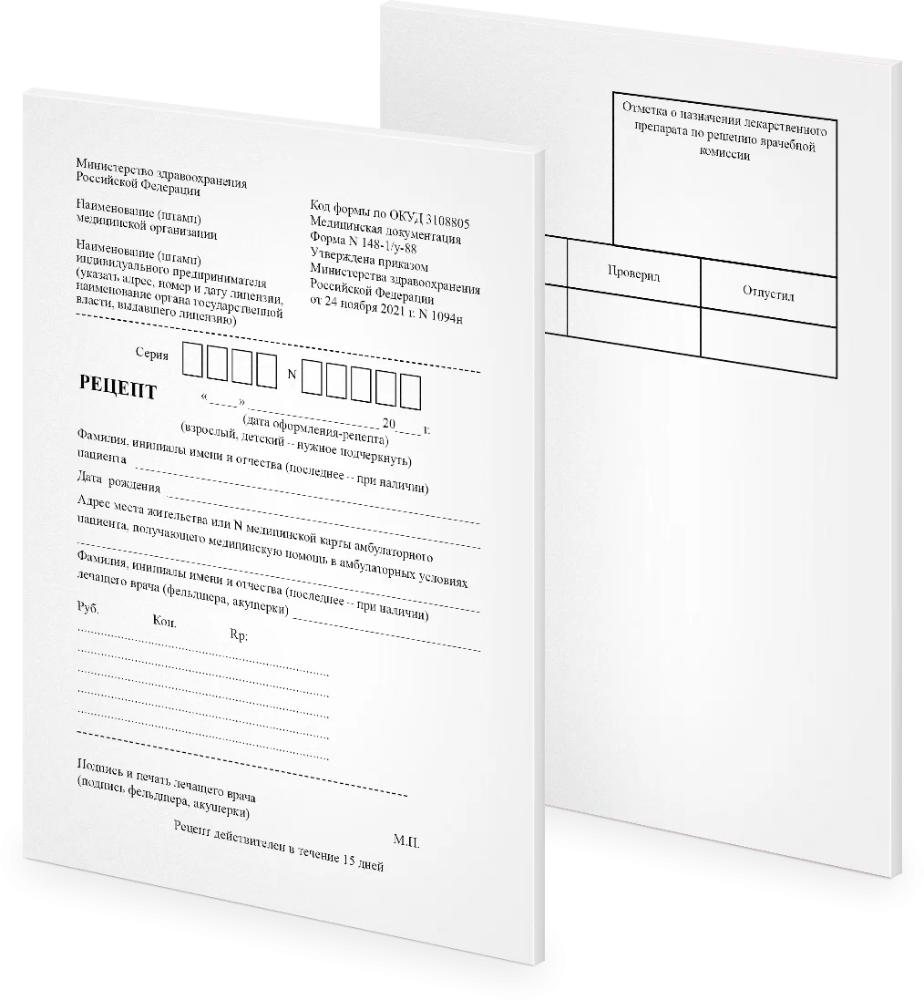 Министерство здравоохранения
Российской Федерации
Наименование (штамп)
медицинской организации
Наименование (штамп)
индивидуального предпринимателя
(указать адрес, номер и дату лицензии,
наименование органа государственной
власти, выдавшего лицензию)
Код формы по ОКУД 3108805
Медицинская документация
Форма N 148-1/у-88
Утверждена приказом
Министерства здравоохранения
Российской Федерации
от 24 ноября 2021 г. N 1094н
Серия N
РЕЦЕПТ
«____» ____________________ 20____ г.
(дата оформления-рецепта)
(взрослый, детский -- нужное подчеркнуть)
Фамилия, инициалы имени и отчества (последнее -- при наличии)
пациента
Дата рождения
Адрес места жительства или N медицинской карты амбулаторного
пациента, получающего медицинскую помощь в амбулаторных условиях
Фамилия, инициалы имени и отчества (последнее -- при наличии)
лечащего врача (фельдшера, акушерки)
Руб. Коп. Rp:
Подпись и печать лечащего врача
(подпись фельдшера, акушерки)
М.П.
Рецепт действителен в течение 15 дней
Отметка о назначении лекарственного
препарата по решению врачебной
комиссии
Проверил Отпустил